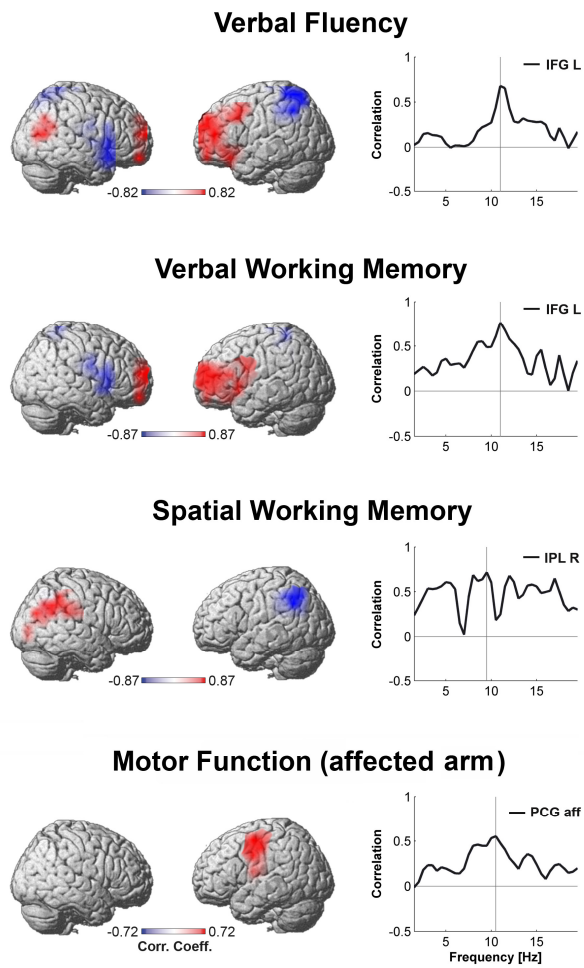 Verbal Fluency
-0.82 0.82
1
0.5
0
-0.5
Correlation
5 10 15
IFG L
Verbal Working Memory
-0.87 0.87
1
0.5
0
-0.5
Correlation
5 10 15
IFG L
Spatial Working Memory
-0.87 0.87
1
0.5
0
-0.5
Correlation
5 10 15
IPL R
Motor Function (affected arm)
-0.72 0.72
Corr. Coeff.
1
0.5
0
-0.5
Correlation
5 10 15
Frequency [Hz]
PCG aff